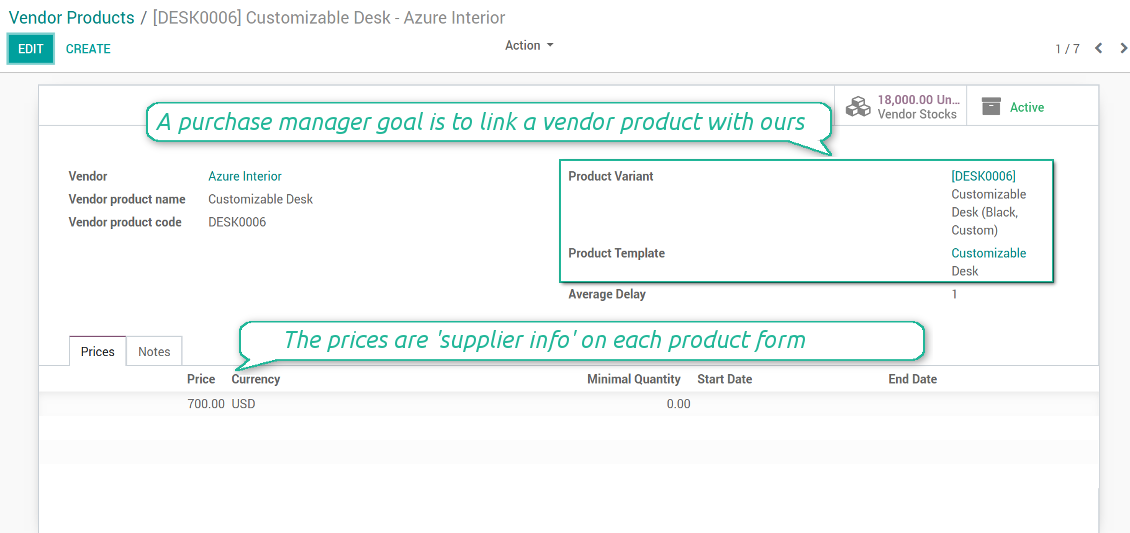 Vendor Products / [DESK0006] Customizable Desk - Azure Interior
EDIT CREATE Action 1 / 7
18,000.00 Un...
Vendor Stocks
Active
A purchase manager goal is to link a vendor product with ours
Vendor Azure Interior
Vendor product name Customizable Desk
Vendor product code DESK0006
Product Variant [DESK0006]
Customizable
Desk (Black,
Custom)
Product Template Customizable
Desk
Average Delay 1
The prices are 'supplier info' on each product form
Prices Notes
Price Currency Minimal Quantity Start Date End Date
700.00 USD 0.00